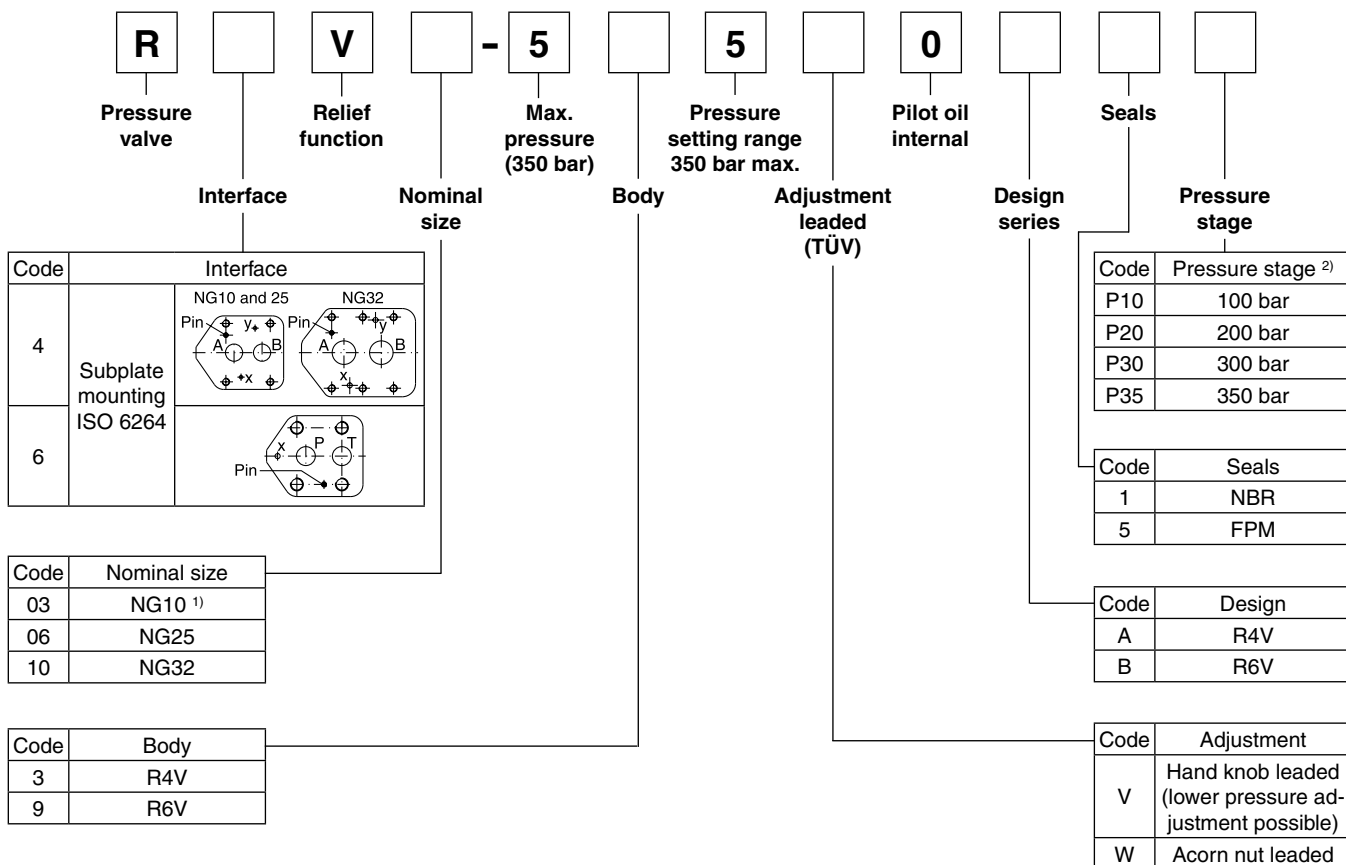 R V - 5 5 0
Pressure valve
Relief function
Max. pressure (350 bar)
Pressure setting range 350 bar max.
Pilot oil internal
Seals
Interface
Nominal size
Body
Adjustment leaded (TÜV)
Design series
Pressure stage
Code Interface
4
Subplate mounting ISO 6264
NG10 and 25 NG32
Pin y A B x
Pin y A B x
6
x P T
Pin
Code Pressure stage 2)
P10 100 bar
P20 200 bar
P30 300 bar
P35 350 bar
Code Seals
1 NBR
5 FPM
Code Nominal size
03 NG10 1)
06 NG25
10 NG32
Code Design
A R4V
B R6V
Code Body
3 R4V
9 R6V
Code Adjustment
V
Hand knob leaded
(lower pressure ad-
justment possible)
W Acorn nut leaded